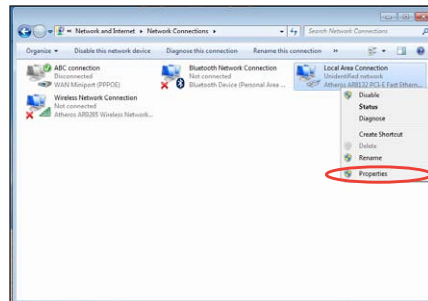 Network and Internet ▸ Network Connections ▸
Search Network Connections
Organize ▾ Disable this network device Diagnose this connection Rename this connection »
ABC connection
Disconnected
WAN Miniport (PPPOE)
Bluetooth Network Connection
Not connected
Bluetooth Device (Personal Area ...
Local Area Connection
Unidentified network
Atheros AR8132 PCI-E Fast Ethern...
Wireless Network Connection
Not connected
Atheros AR9285 Wireless Network...
Disable
Status
Diagnose
Create Shortcut
Delete
Rename
Properties